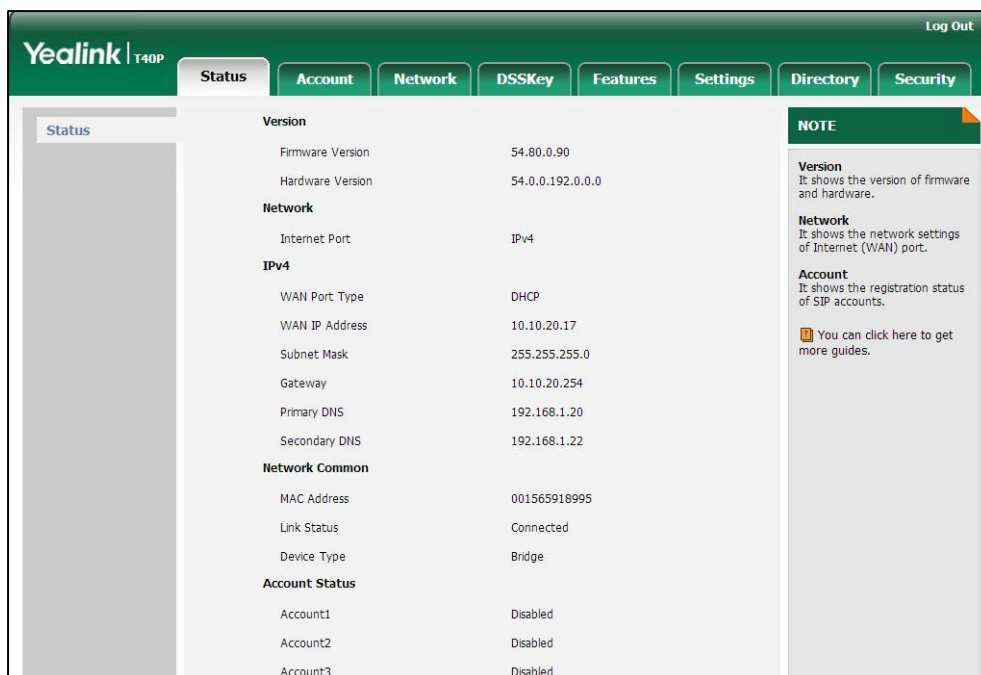 Log Out
Yealink T40P
Status Account Network DSSKey Features Settings Directory Security
Status
Version
Firmware Version 54.80.0.90
Hardware Version 54.0.0.192.0.0.0
Network
Internet Port IPv4
IPv4
WAN Port Type DHCP
WAN IP Address 10.10.20.17
Subnet Mask 255.255.255.0
Gateway 10.10.20.254
Primary DNS 192.168.1.20
Secondary DNS 192.168.1.22
Network Common
MAC Address 001565918995
Link Status Connected
Device Type Bridge
Account Status
Account1 Disabled
Account2 Disabled
Account3 Disabled
NOTE
Version
It shows the version of firmware
and hardware.
Network
It shows the network settings
of Internet (WAN) port.
Account
It shows the registration status
of SIP accounts.
You can click here to get
more guides.